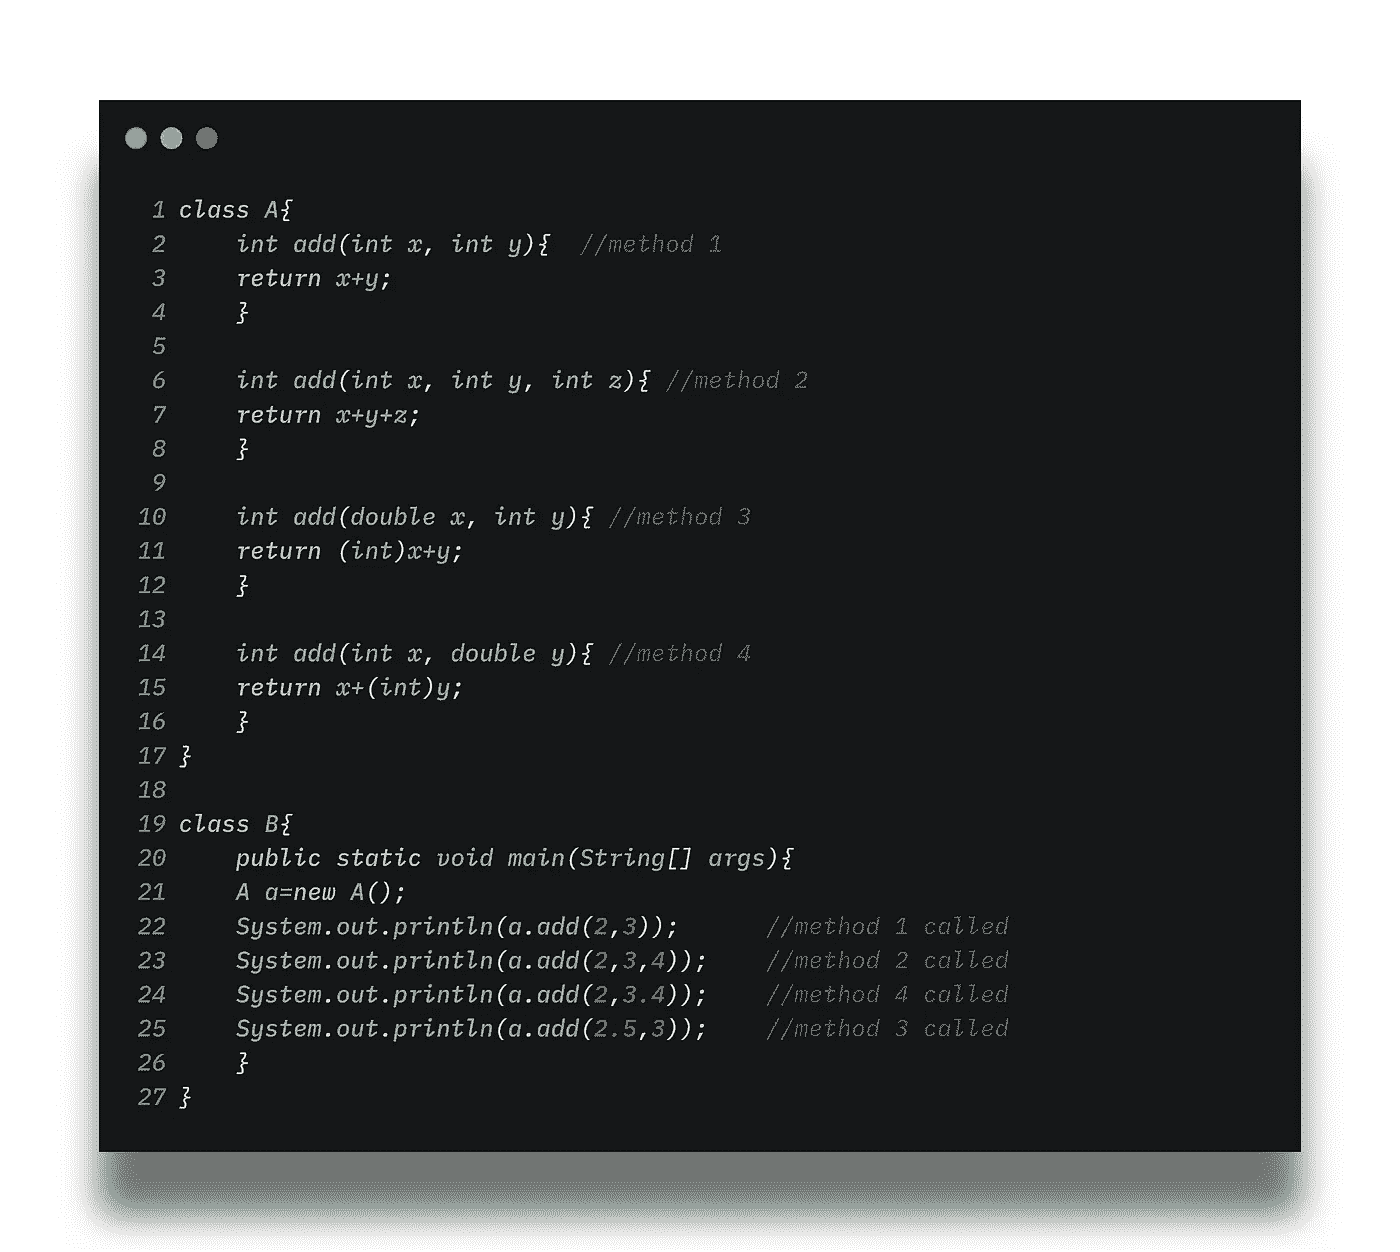 1 class A{
2     int add(int x, int y){  //method 1
3     return x+y;
4     }
5
6     int add(int x, int y, int z){ //method 2
7     return x+y+z;
8     }
9
10     int add(double x, int y){ //method 3
11     return (int)x+y;
12     }
13
14     int add(int x, double y){ //method 4
15     return x+(int)y;
16     }
17 }
18
19 class B{
20     public static void main(String[] args){
21     A a=new A();
22     System.out.println(a.add(2,3));      //method 1 called
23     System.out.println(a.add(2,3,4));    //method 2 called
24     System.out.println(a.add(2,3.4));    //method 4 called
25     System.out.println(a.add(2.5,3));    //method 3 called
26     }
27 }